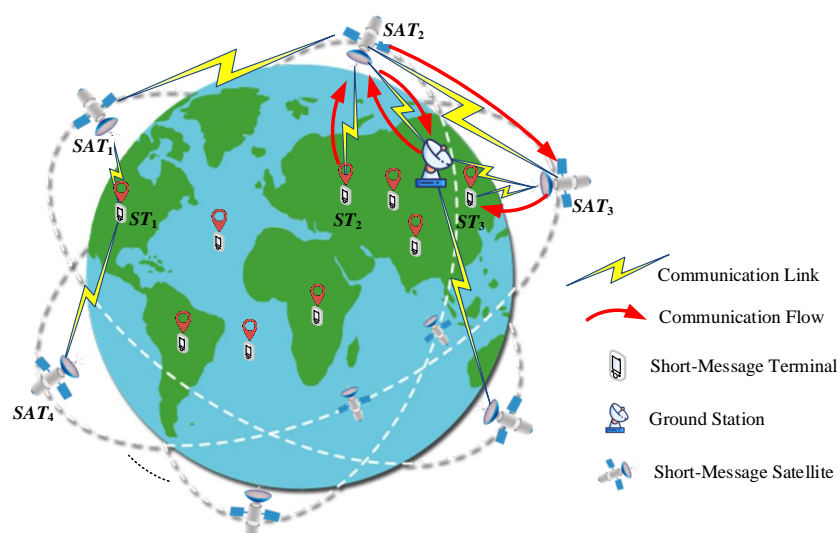 SAT2
SAT1
ST1
ST2
ST3
SAT3
SAT4
Communication Link
Communication Flow
Short-Message Terminal
Ground Station
Short-Message Satellite